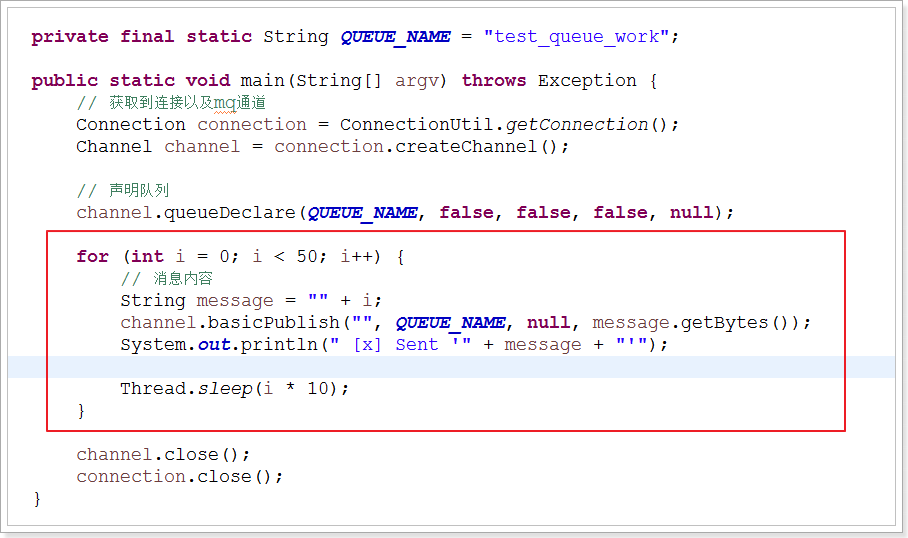 private final static String QUEUE_NAME = "test_queue_work";
public static void main(String[] argv) throws Exception {
// 获取到连接以及mq通道
Connection connection = ConnectionUtil.getConnection();
Channel channel = connection.createChannel();
// 声明队列
channel.queueDeclare(QUEUE_NAME, false, false, false, null);
for (int i = 0; i < 50; i++) {
// 消息内容
String message = "" + i;
channel.basicPublish("", QUEUE_NAME, null, message.getBytes());
System.out.println(" [x] Sent '" + message + "'");
Thread.sleep(i * 10);
}
channel.close();
connection.close();
}